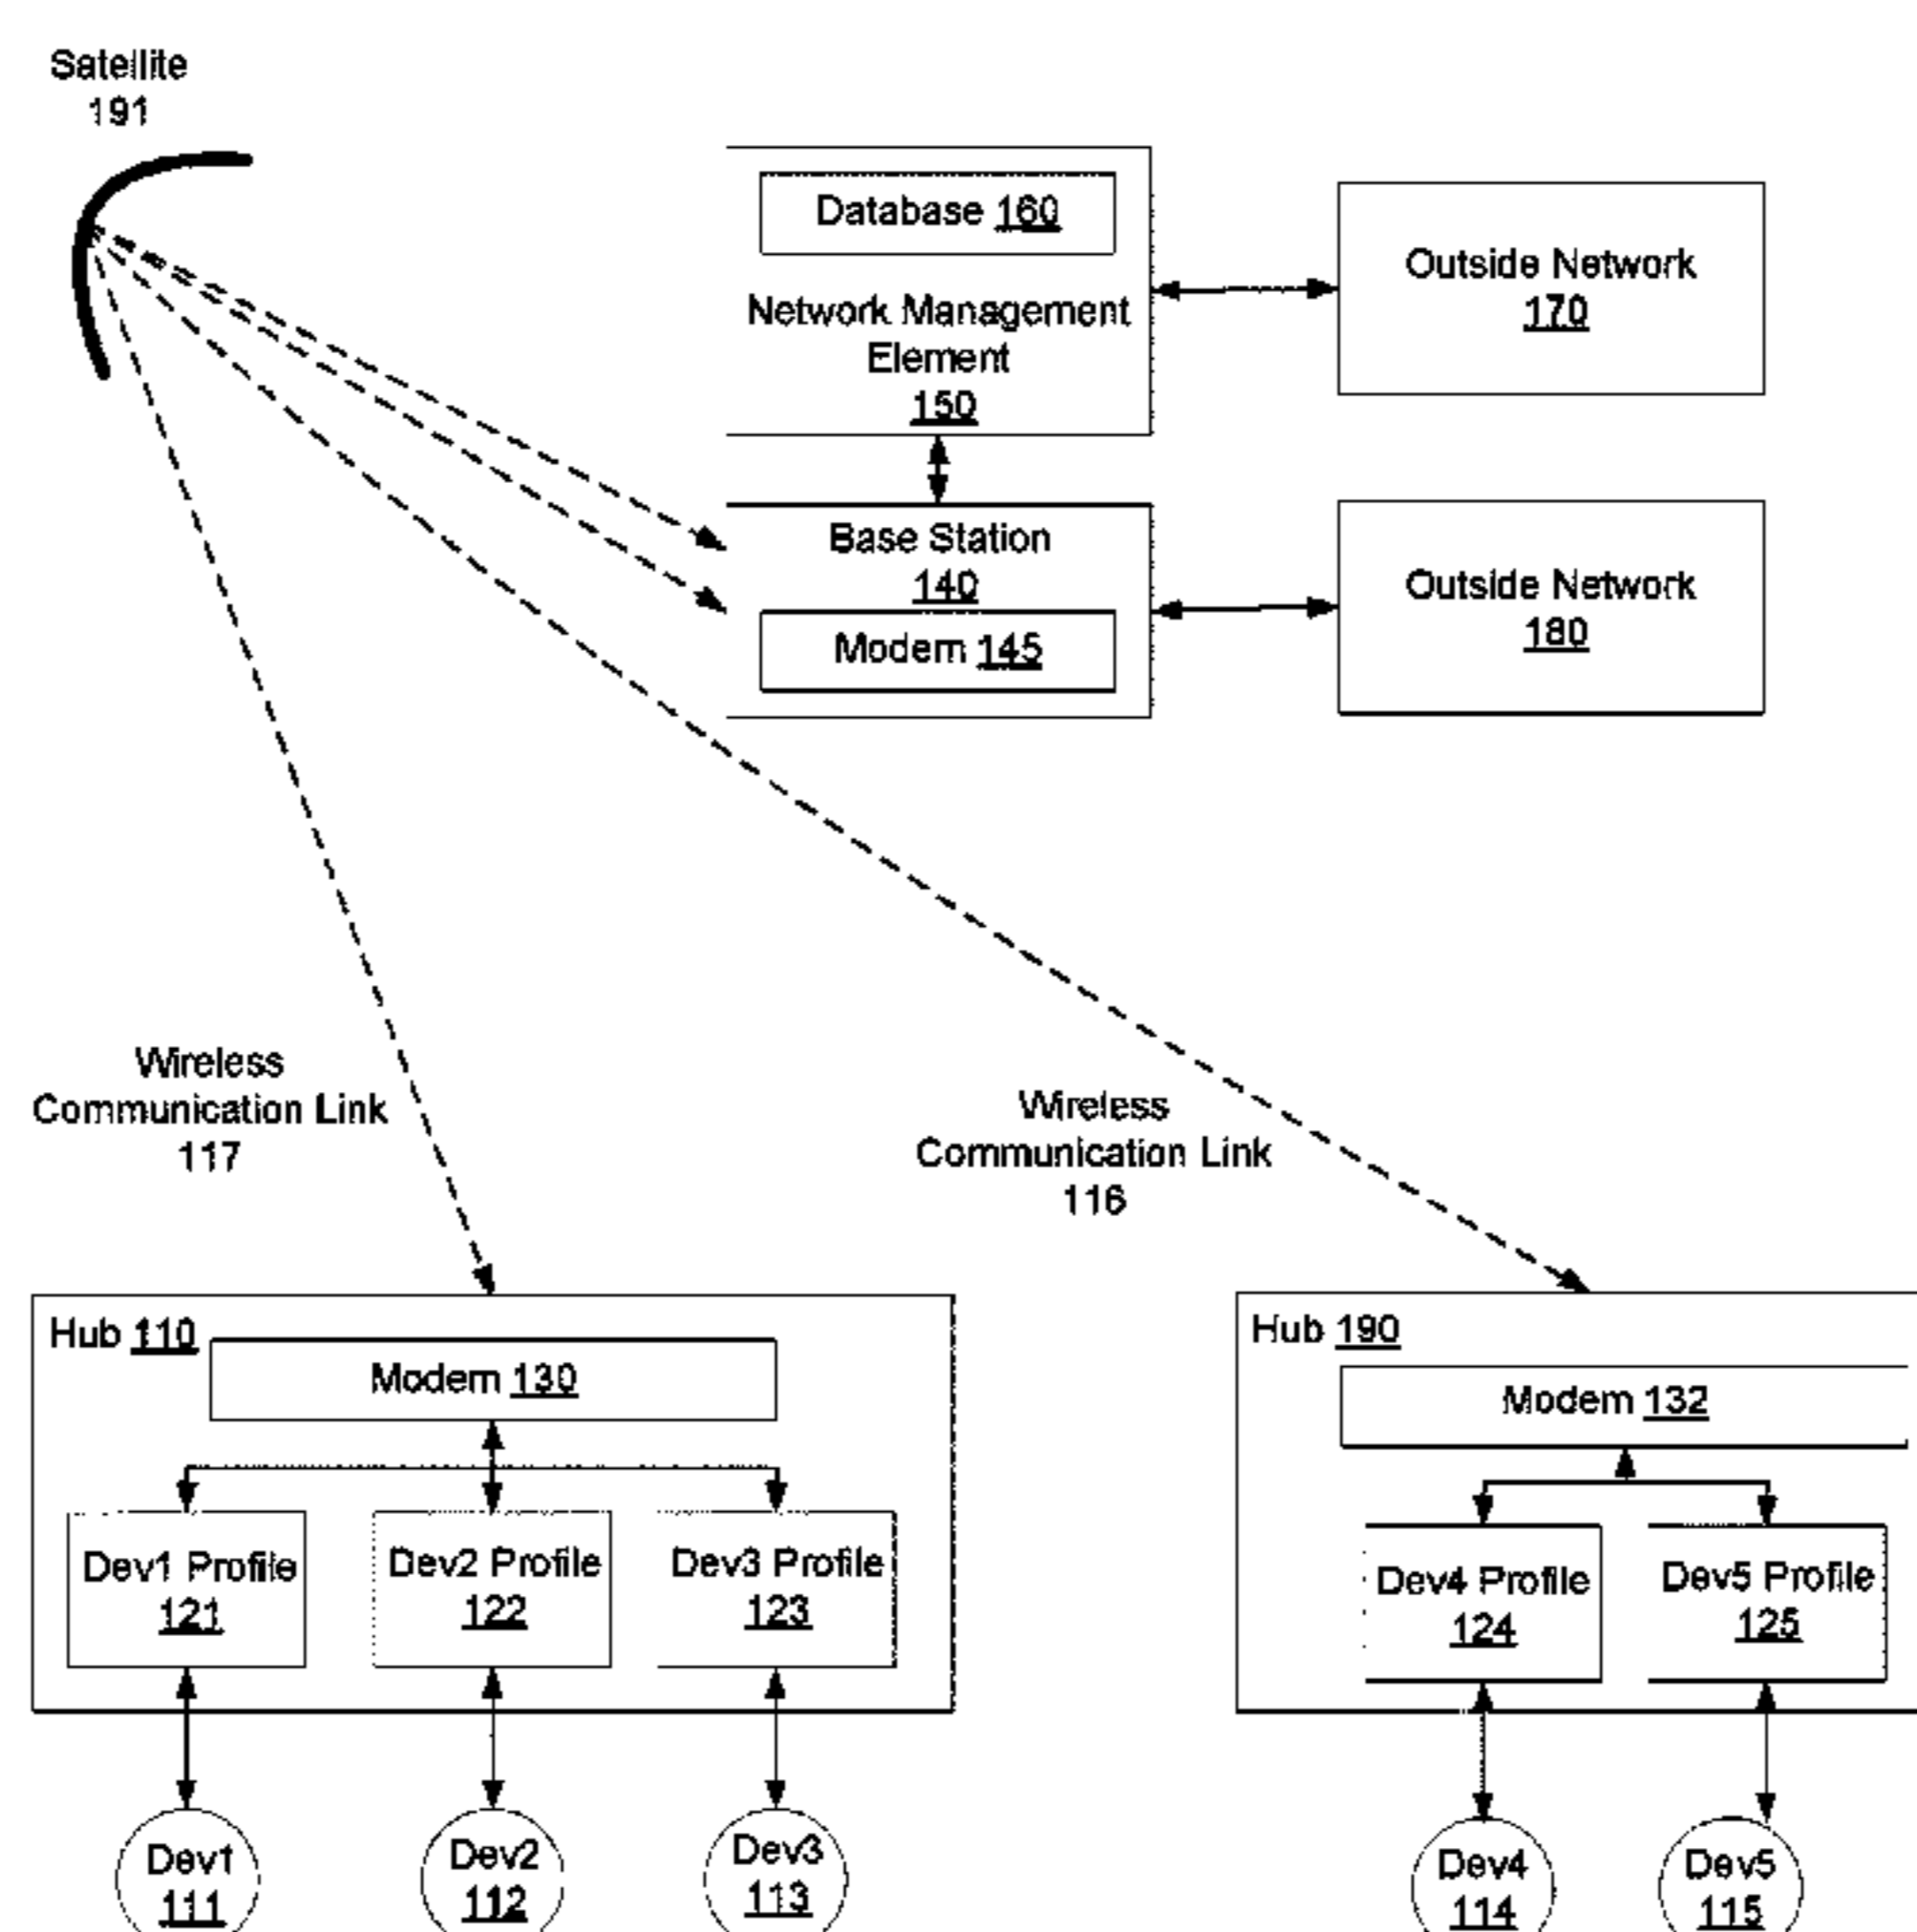 Satellite
191
Database 160
Network Management
Element
150
Outside Network
170
Base Station
140
Modem 145
Outside Network
180
Wireless
Communication Link
117
Wireless
Communication Link
116
Hub 110
Modem 130
Dev1 Profile
121
Dev2 Profile
122
Dev3 Profile
123
Hub 190
Modem 132
Dev4 Profile
124
Dev5 Profile
125
Dev1
111
Dev2
112
Dev3
113
Dev4
114
Dev5
115